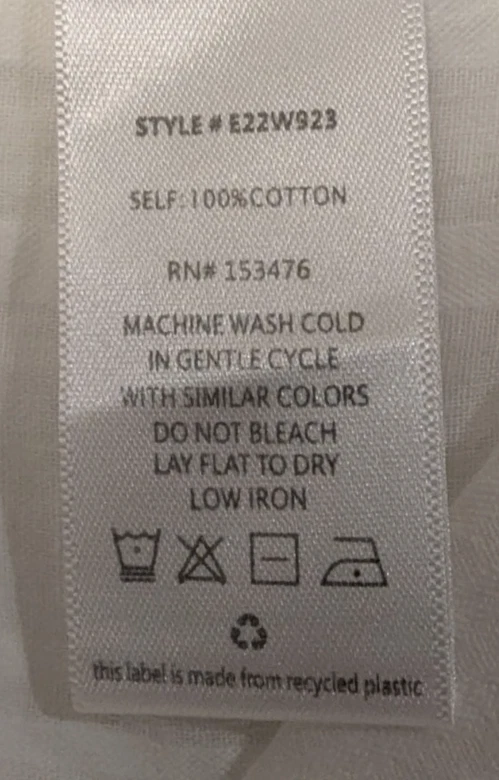 STYLE # E22W923
SELF: 100%COTTON
RN# 153476
MACHINE WASH COLD
IN GENTLE CYCLE
WITH SIMILAR COLORS
DO NOT BLEACH
LAY FLAT TO DRY
LOW IRON
this label is made from recycled plastic